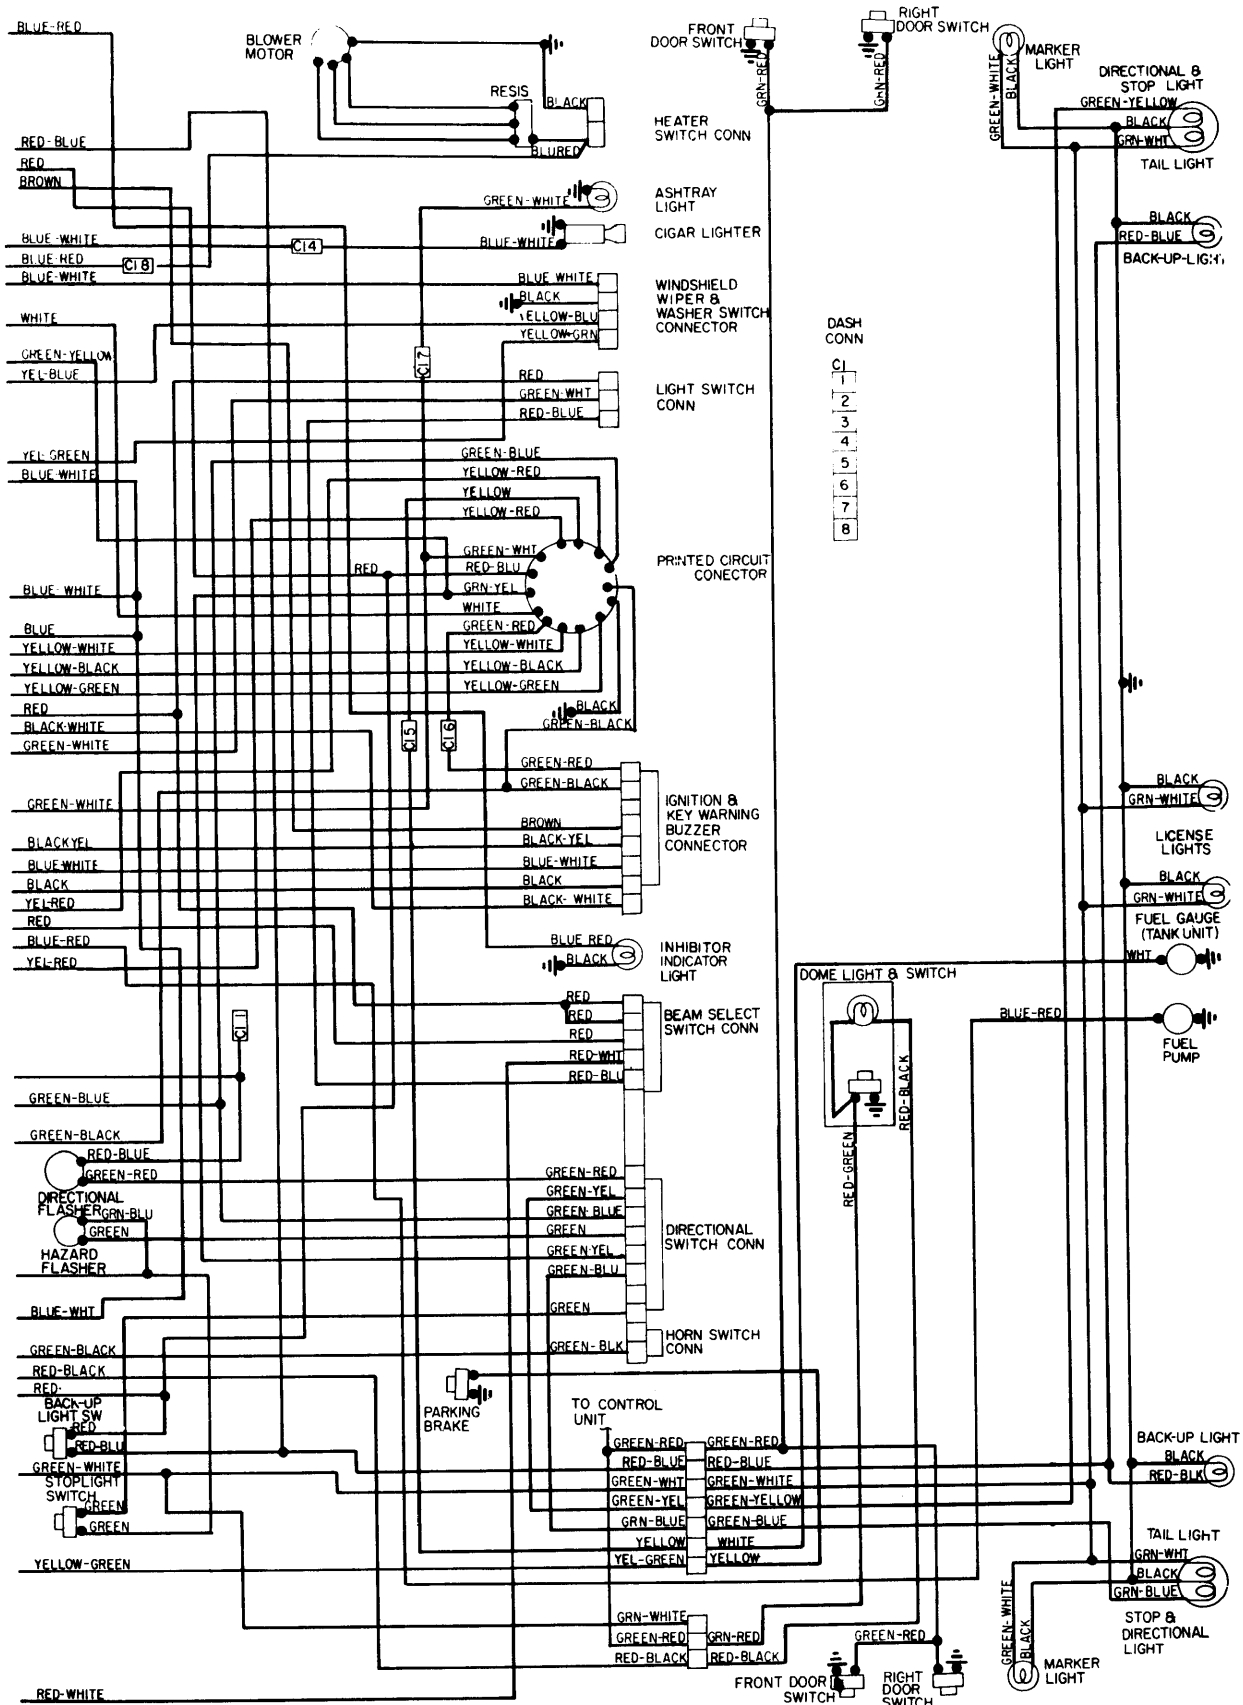 BLUE-RED
BLOWER
MOTOR
FRONT
DOOR SWITCH
RIGHT
DOOR SWITCH
MARKER
LIGHT
GRN-RED
GRN-RED
GREEN-WHITE
BLACK
DIRECTIONAL &
STOP LIGHT
GREEN-YELLOW
BLACK
GRN-WHT
TAIL LIGHT
RESIS
BLACK
BLURED
HEATER
SWITCH CONN
RED-BLUE
RED
BROWN
GREEN-WHITE
ASHTRAY
LIGHT
BLUE-WHITE
C14
BLUE-WHITE
CIGAR LIGHTER
BLACK
RED-BLUE
BACK-UP-LIGHT
BLUE-RED
C18
BLUE-WHITE
BLUE WHITE
BLACK
YELLOW-BLU
YELLOW-GRN
WINDSHIELD
WIPER &
WASHER SWITCH
CONNECTOR
WHITE
GREEN-YELLOW
YEL-BLUE
C17
RED
GREEN-WHT
RED-BLUE
LIGHT SWITCH
CONN
DASH
CONN
C1
1
2
3
4
5
6
7
8
YEL-GREEN
BLUE-WHITE
GREEN-BLUE
YELLOW-RED
YELLOW
YELLOW-RED
GREEN-WHT
RED
RED-BLU
GRN-YEL
WHITE
GREEN-RED
YELLOW-WHITE
YELLOW-BLACK
YELLOW-GREEN
BLACK
GREEN-BLACK
PRINTED CIRCUIT
CONECTOR
BLUE-WHITE
BLUE
YELLOW-WHITE
YELLOW-BLACK
YELLOW-GREEN
RED
BLACK-WHITE
GREEN-WHITE
C15
C16
GREEN-RED
GREEN-BLACK
BROWN
BLACK-YEL
BLUE-WHITE
BLACK
BLACK-WHITE
IGNITION &
KEY WARNING
BUZZER
CONNECTOR
GREEN-WHITE
BLACKYEL
BLUE-WHITE
BLACK
YEL-RED
RED
BLUE-RED
YEL-RED
BLACK
GRN-WHITE
LICENSE
LIGHTS
BLACK
GRN-WHITE
FUEL GAUGE
(TANK UNIT)
WHT
BLUE RED
BLACK
INHIBITOR
INDICATOR
LIGHT
DOME LIGHT & SWITCH
BLUE-RED
FUEL
PUMP
RED-BLACK
RED-GREEN
RED
RED
RED
RED-WHT
RED-BLU
BEAM SELECT
SWITCH CONN
C1 1
GREEN-BLUE
GREEN-BLACK
RED-BLUE
GREEN-RED
DIRECTIONAL
FLASHER
GRN-BLU
GREEN
HAZARD
FLASHER
GREEN-RED
GREEN-YEL
GREEN-BLUE
GREEN
GREEN-YEL
GREEN-BLU
GREEN
DIRECTIONAL
SWITCH CONN
BLUE-WHT
GREEN-BLACK
RED-BLACK
RED-
GREEN-BLK
HORN SWITCH
CONN
BACK-UP
LIGHT SW
RED
RED-BLU
GREEN-WHITE
STOPLIGHT
SWITCH
GREEN
GREEN
YELLOW-GREEN
PARKING
BRAKE
TO CONTROL
UNIT
GREEN-RED
GREEN-RED
RED-BLUE
RED-BLUE
GREEN-WHT
GREEN-WHITE
GREEN-YEL
GREEN-YELLOW
GRN-BLUE
GREEN-BLUE
YELLOW
WHITE
YEL-GREEN
YELLOW
BACK-UP LIGHT
BLACK
RED-BLK
TAIL LIGHT
GRN-WHT
BLACK
GRN-BLUE
STOP &
DIRECTIONAL
LIGHT
GREEN-WHITE
BLACK
MARKER
LIGHT
GRN-WHITE
GREEN-RED
GRN-RED
RED-BLACK
RED-BLACK
GREEN-RED
FRONT DOOR
SWITCH
RIGHT
DOOR
SWITCH
RED-WHITE